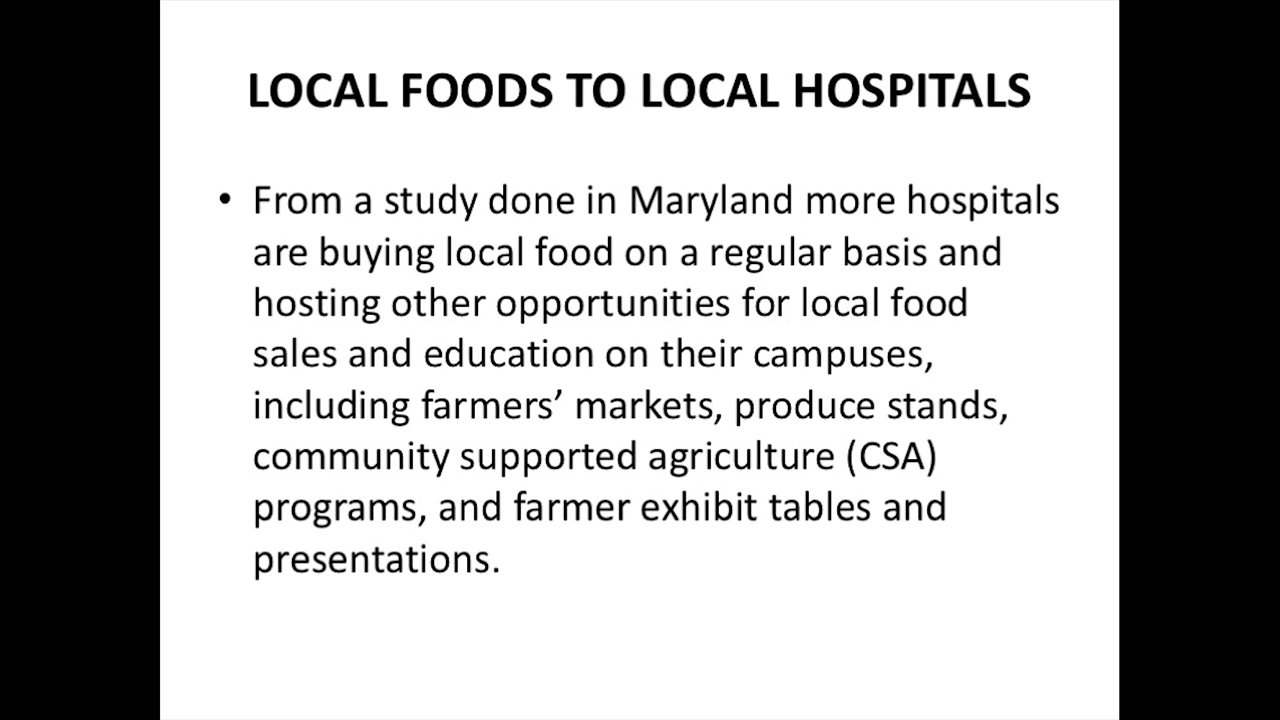 LOCAL FOODS TO LOCAL HOSPITALS
• From a study done in Maryland more hospitals
are buying local food on a regular basis and
hosting other opportunities for local food
sales and education on their campuses,
including farmers’ markets, produce stands,
community supported agriculture (CSA)
programs, and farmer exhibit tables and
presentations.